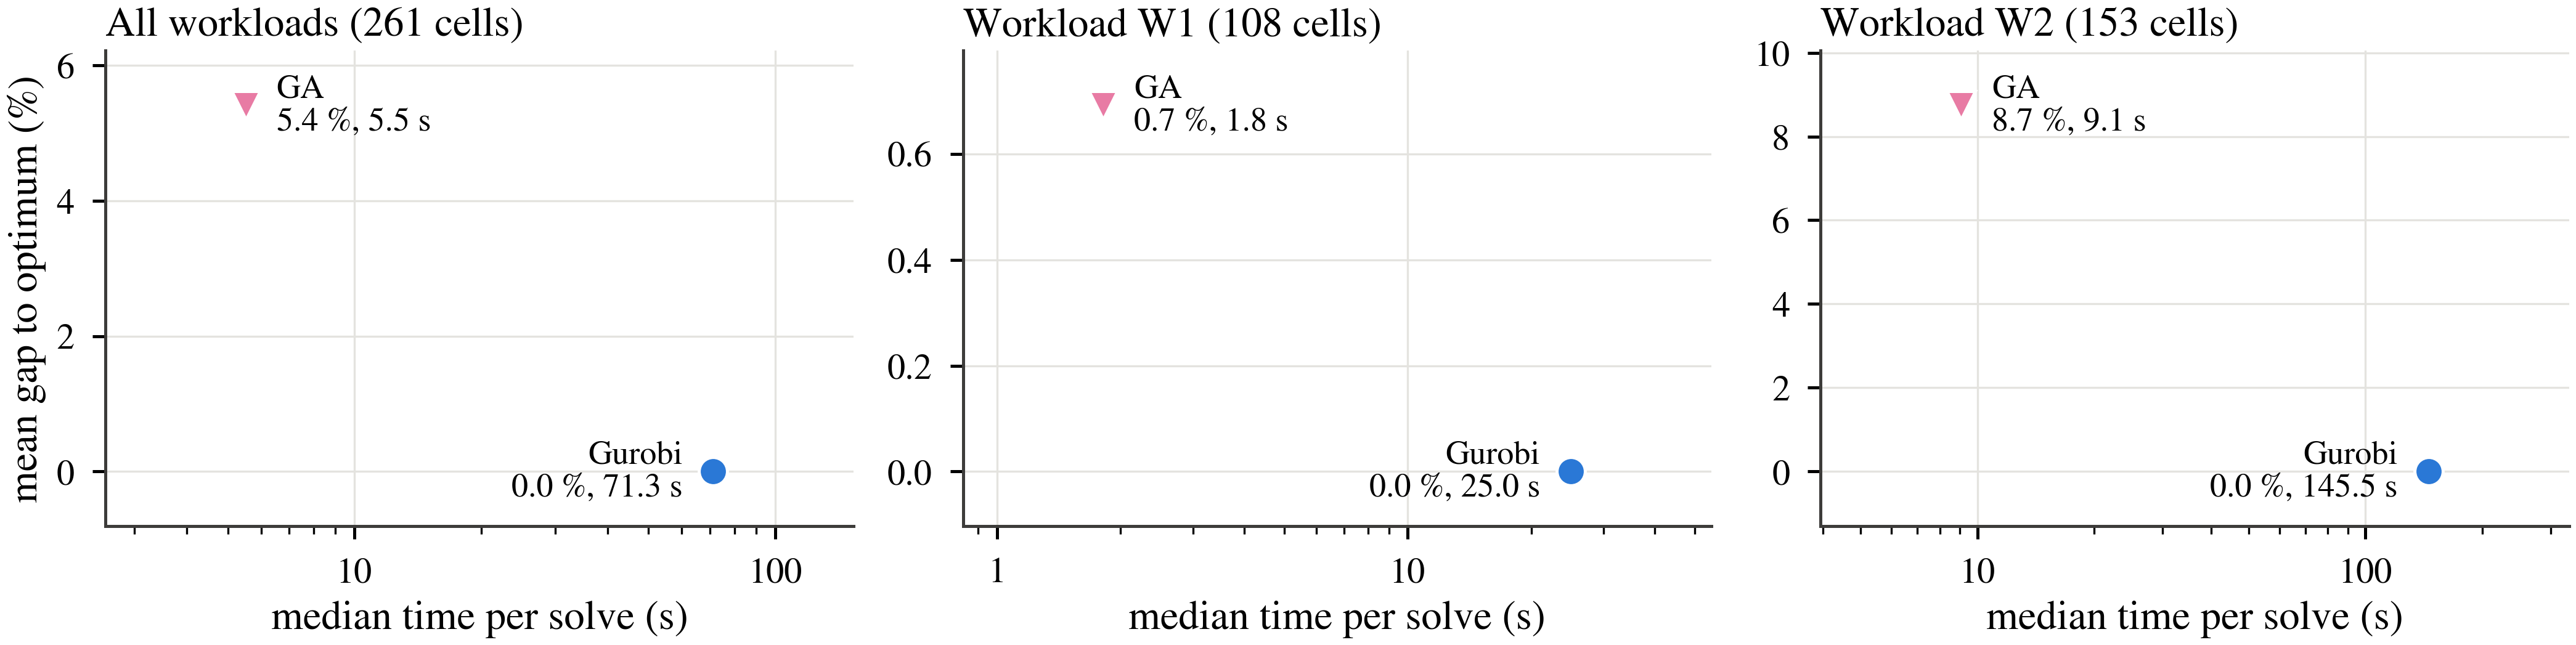 All workloads (261 cells)
mean gap to optimum (%)
6
4
2
0
GA
5.4 %, 5.5 s
Gurobi
0.0 %, 71.3 s
10
100
median time per solve (s)
Workload W1 (108 cells)
0.6
0.4
0.2
0.0
GA
0.7 %, 1.8 s
Gurobi
0.0 %, 25.0 s
1
10
median time per solve (s)
Workload W2 (153 cells)
10
8
6
4
2
0
GA
8.7 %, 9.1 s
Gurobi
0.0 %, 145.5 s
10
100
median time per solve (s)